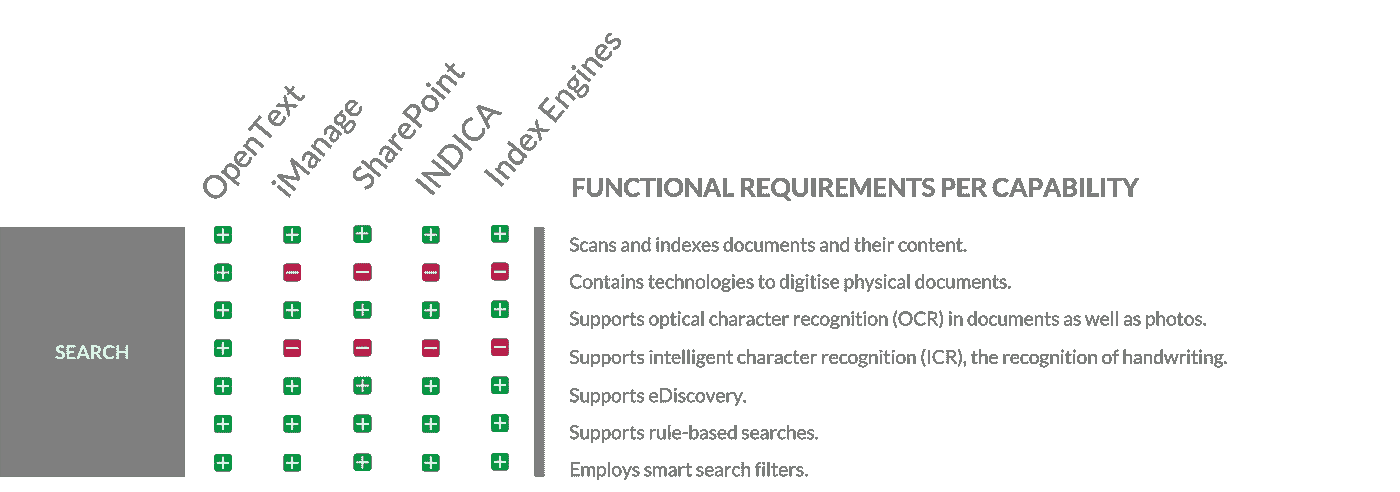 OpenText
iManage
SharePoint
INDICA
Index Engines
FUNCTIONAL REQUIREMENTS PER CAPABILITY
SEARCH
Scans and indexes documents and their content.
Contains technologies to digitise physical documents.
Supports optical character recognition (OCR) in documents as well as photos.
Supports intelligent character recognition (ICR), the recognition of handwriting.
Supports eDiscovery.
Supports rule-based searches.
Employs smart search filters.